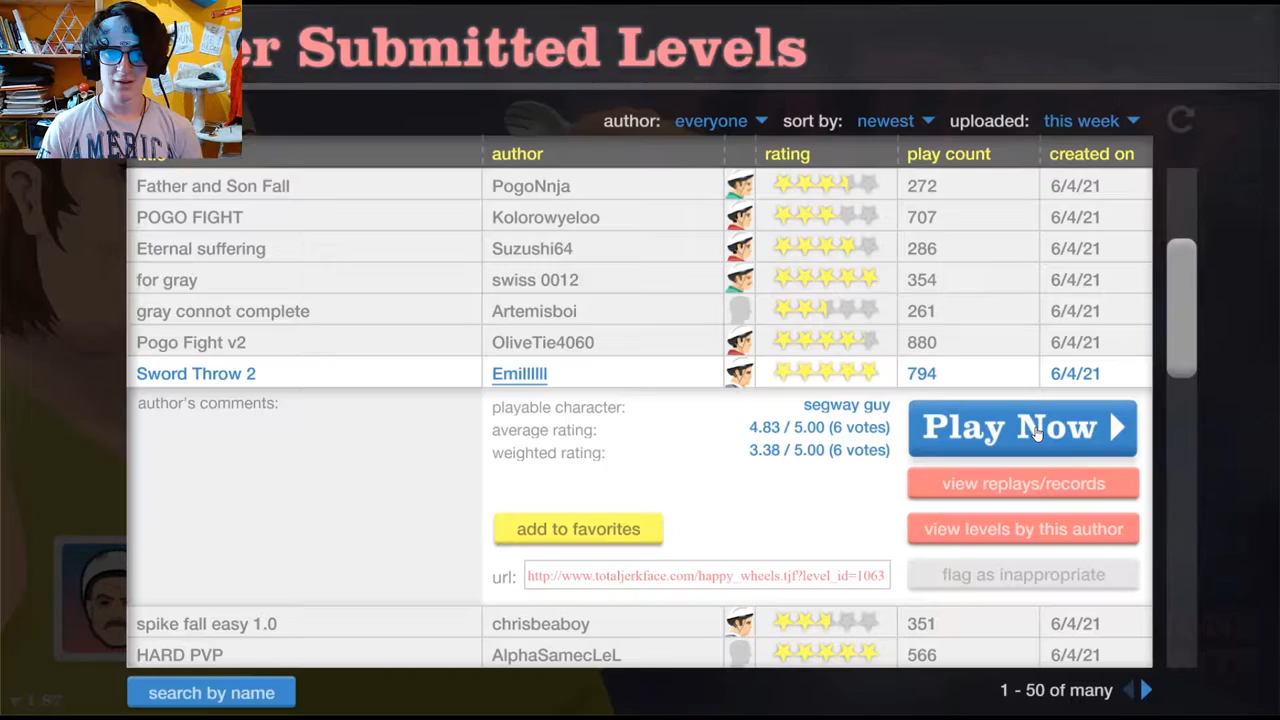 er Submitted Levels
author: everyone sort by: newest uploaded: this week
author rating play count created on
Father and Son Fall PogoNnja 272 6/4/21
POGO FIGHT Kolorowyeloo 707 6/4/21
Eternal suffering Suzushi64 286 6/4/21
for gray swiss 0012 354 6/4/21
gray connot complete Artemisboi 261 6/4/21
Pogo Fight v2 OliveTie4060 880 6/4/21
Sword Throw 2 Emillllll 794 6/4/21
author's comments:
playable character: segway guy
average rating: 4.83 / 5.00 (6 votes)
weighted rating: 3.38 / 5.00 (6 votes)
Play Now
view replays/records
add to favorites
view levels by this author
url: http://www.totaljerkface.com/happy_wheels.tjf?level_id=1063
flag as inappropriate
spike fall easy 1.0 chrisbeaboy 351 6/4/21
HARD PVP AlphaSamecLeL 566 6/4/21
search by name
1 - 50 of many
v 1.87
AMERICA